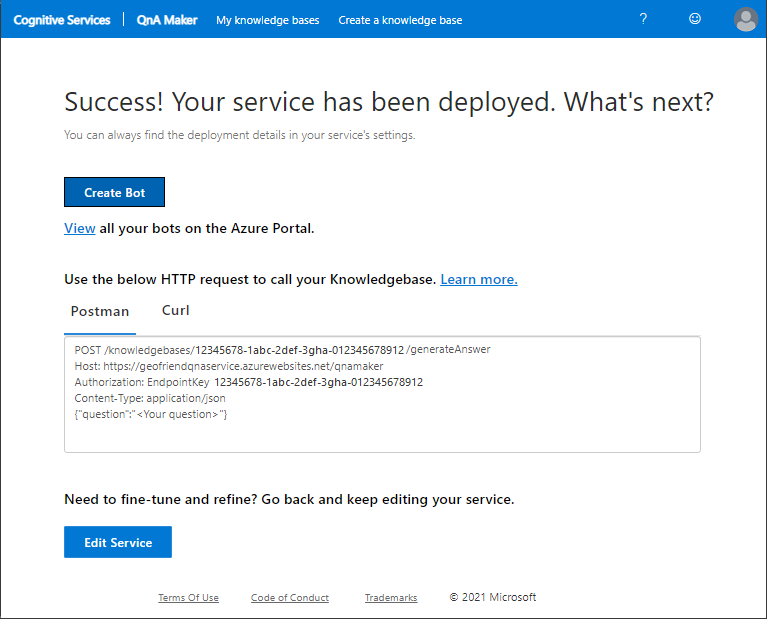 Cognitive Services | QnA Maker My knowledge bases Create a knowledge base ?
Success! Your service has been deployed. What's next?
You can always find the deployment details in your service's settings.
Create Bot
View all your bots on the Azure Portal.
Use the below HTTP request to call your Knowledgebase. Learn more.
Postman Curl
POST /knowledgebases/12345678-1abc-2def-3gha-012345678912/generateAnswer
Host: https://geofriendqnaservice.azurewebsites.net/qnamaker
Authorization: EndpointKey 12345678-1abc-2def-3gha-012345678912
Content-Type: application/json
{"question":"<Your question>"}
Need to fine-tune and refine? Go back and keep editing your service.
Edit Service
Terms Of Use Code of Conduct Trademarks © 2021 Microsoft